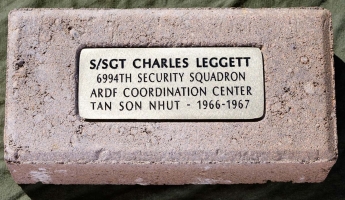 S/SGT CHARLES LEGGETT
6994TH SECURITY SQUADRON
ARDF COORDINATION CENTER
TAN SON NHUT - 1966-1967